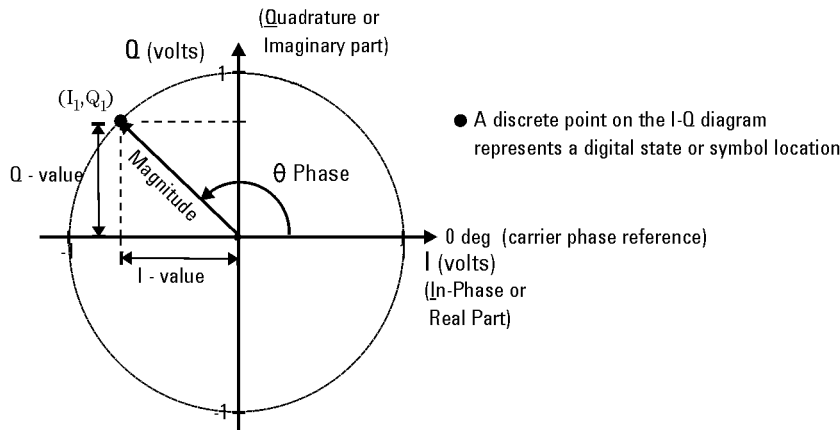 (Quadrature or
Imaginary part)
Q (volts)
1
(I1,Q1)
Q - value
Magnitude
θ Phase
● A discrete point on the I-Q diagram
represents a digital state or symbol location
-1
1
0 deg (carrier phase reference)
I (volts)
(In-Phase or
Real Part)
I - value
-1